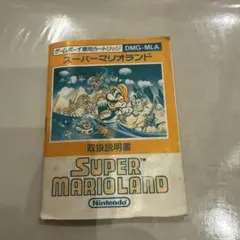 ゲームボーイ専用カートリッジ DMG-MLA
スーパーマリオランド
取扱説明書
SUPER
MARIOLAND
Nintendo